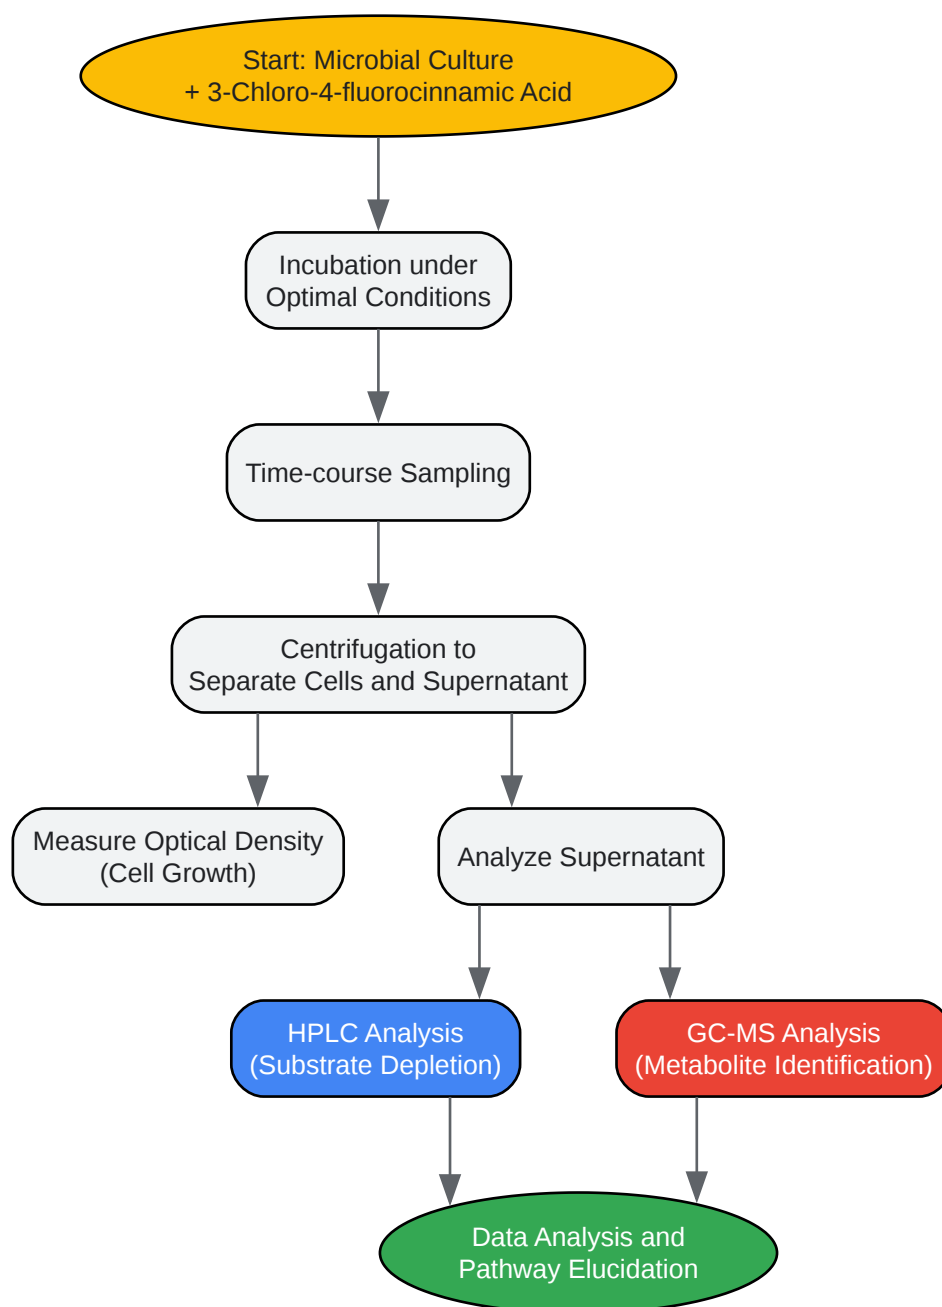 Start: Microbial Culture
+ 3-Chloro-4-fluorocinnamic Acid
Incubation under
Optimal Conditions
Time-course Sampling
Centrifugation to
Separate Cells and Supernatant
Measure Optical Density
(Cell Growth)
Analyze Supernatant
HPLC Analysis
(Substrate Depletion)
GC-MS Analysis
(Metabolite Identification)
Data Analysis and
Pathway Elucidation